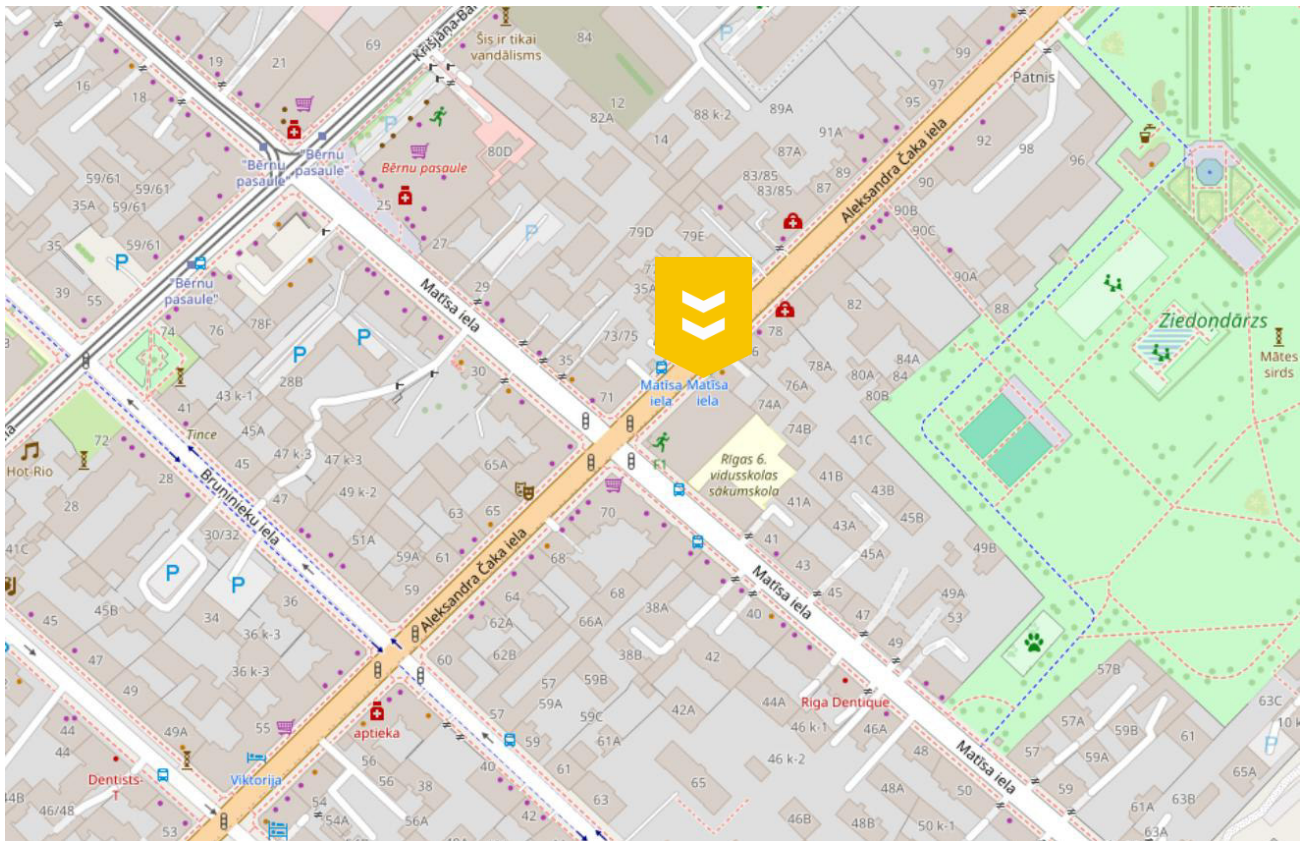 19
21
69
Krišjāņa-Bar
84
Šis ir tikai
vandālisms
P
99
97
95
Patnis
16
18
P
12
82A
88 k-2
89A
91A
92
98
96
80D
14
87A
"Bērnu
pasaule"
"Bērnu
pasaule"
Bērnu pasaule
83/85
83/85
87
89
90
Aleksandra Čaka iela
59/61
59/61
35A
59/61
25
27
P
79D
79E
90B
90C
35
59/61
P
39
55
"Bērnu
pasaule"
Matīsa iela
29
35A
90A
82
88
Ziedoņdārzs
Mātes
sirds
74
76
78F
P
P
73/75
78
35
78A
84A
80A
84
80B
28B
30
71
Matīsa
iela
Matīsa
iela
76A
74A
74B
41C
41
43 k-1
Tince
45A
72
Hot-Rio
47 k-3
47 k-3
45
28
47
49 k-2
65A
F1
Rīgas 6.
vidusskolas
sākumskola
41B
43B
41A
43A
45B
Bruņinieku iela
30/32
28
41C
63
65
70
51A
59A
61
68
41
43
45A
49B
P
P
45B
34
36
59
Aleksandra Čaka iela
64
68
38A
40
Matīsa iela
45
47
49A
53
49
45
47
36 k-3
36 k-3
62A
62B
38B
42
60
57
59B
57B
49
55
57
59A
59C
42A
44A
Rīga Dentique
46A
46 k-1
57A
59B
61
63C
10 k
P
44
44
49A
aptieka
59
61A
46 k-2
48
Matīsa iela
57
59A
65A
Dentists-
T
Viktorija
56
38
40
61
65
46 k-1
48A
50
59
63B
61A
46/48
53
54
54
56A
42
63
46B
48B
50 k-1
63A